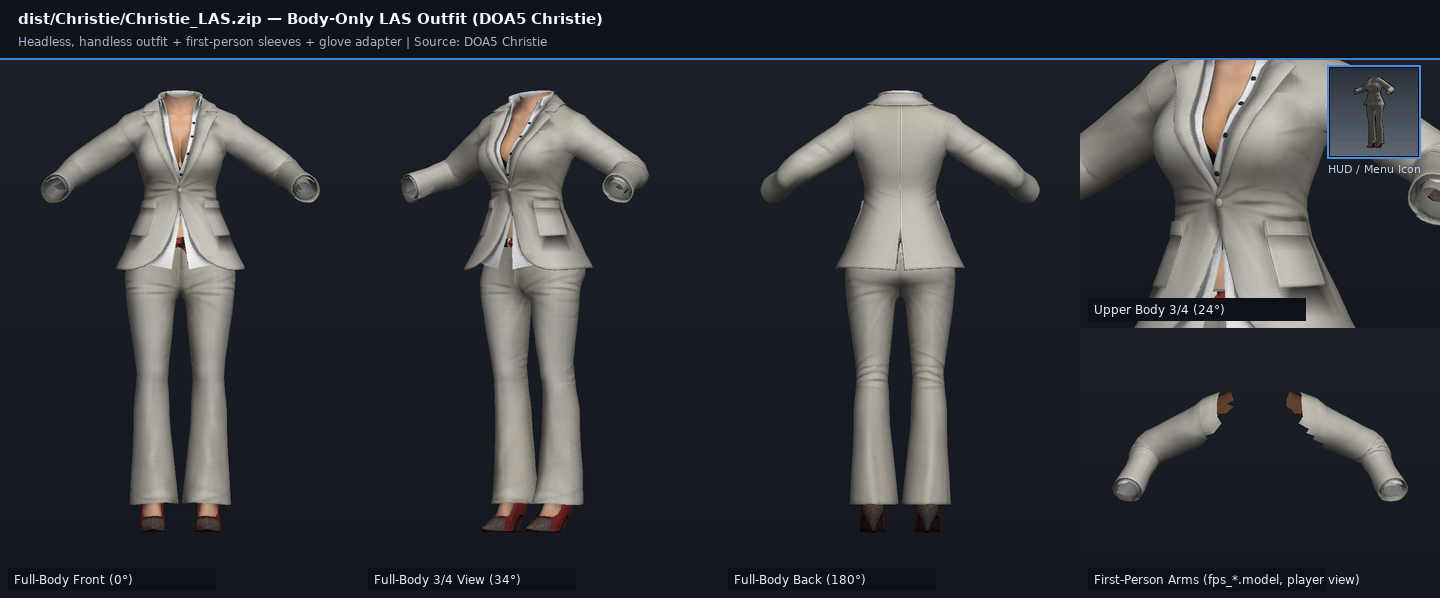 dist/Christie/Christie_LAS.zip — Body-Only LAS Outfit (DOA5 Christie)
Headless, handless outfit + first-person sleeves + glove adapter | Source: DOA5 Christie
HUD / Menu Icon
Upper Body 3/4 (24°)
Full-Body Front (0°)
Full-Body 3/4 View (34°)
Full-Body Back (180°)
First-Person Arms (fps_*.model, player view)